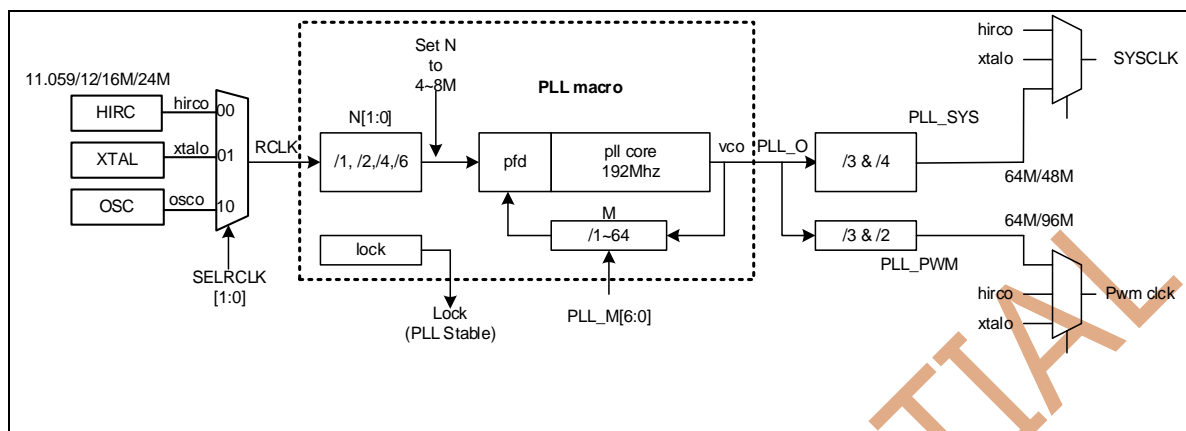 11.059/12/16M/24M
HIRC
hirco
00
XTAL
xtalo
01
OSC
osco
10
SELRCLK
[1:0]
RCLK
Set N
to
4~8M
PLL macro
N[1:0]
/1, /2,/4,/6
pfd
pll core
192Mhz
vco
M
/1~64
lock
Lock
(PLL Stable)
PLL_M[6:0]
PLL_O
PLL_SYS
/3 & /4
64M/48M
/3 & /2
64M/96M
PLL_PWM
hirco
xtalo
SYSCLK
hirco
xtalo
Pwm clck
TIAL